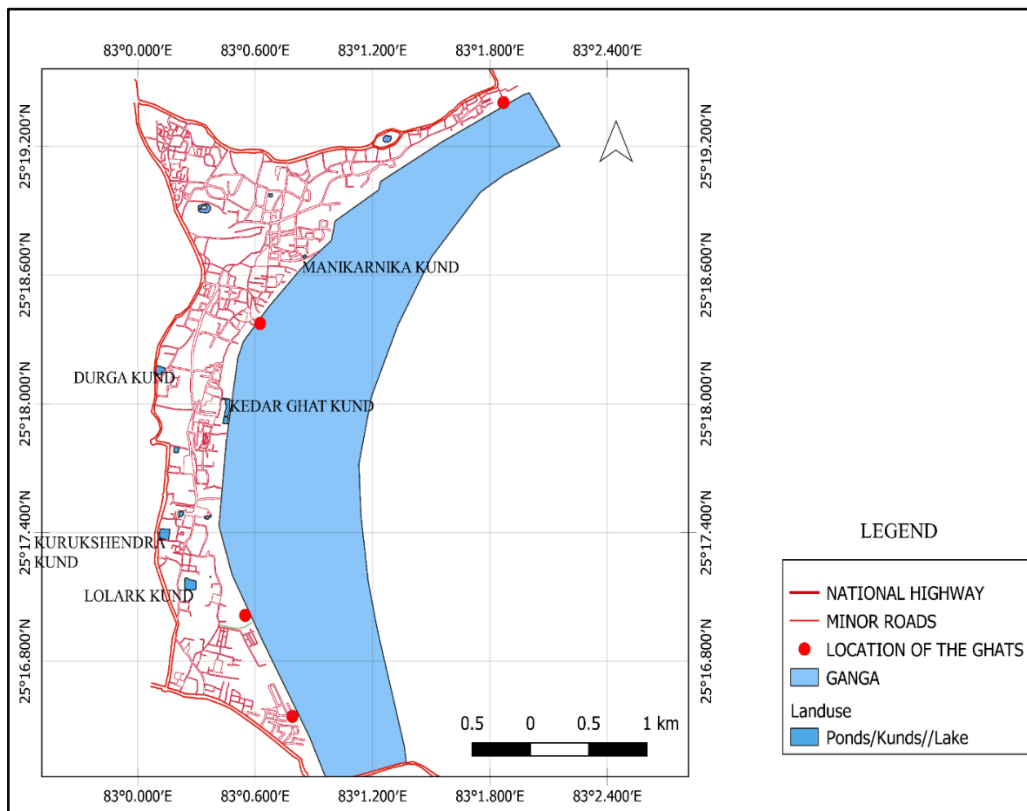 83°0.000′E 83°0.600′E 83°1.200′E 83°1.800′E 83°2.400′E
25°19.200′N 25°19.200′N
25°18.600′N 25°18.600′N
MANIKARNIKA KUND
DURGA KUND
25°18.000′N 25°18.000′N
KEDAR GHAT KUND
25°17.400′N 25°17.400′N
KURUKSHENDRA
KUND
LOLARK KUND
25°16.800′N 25°16.800′N
0.5 0 0.5 1 km
83°0.000′E 83°0.600′E 83°1.200′E 83°1.800′E 83°2.400′E
LEGEND
NATIONAL HIGHWAY
MINOR ROADS
LOCATION OF THE GHATS
GANGA
Landuse
Ponds/Kunds//Lake